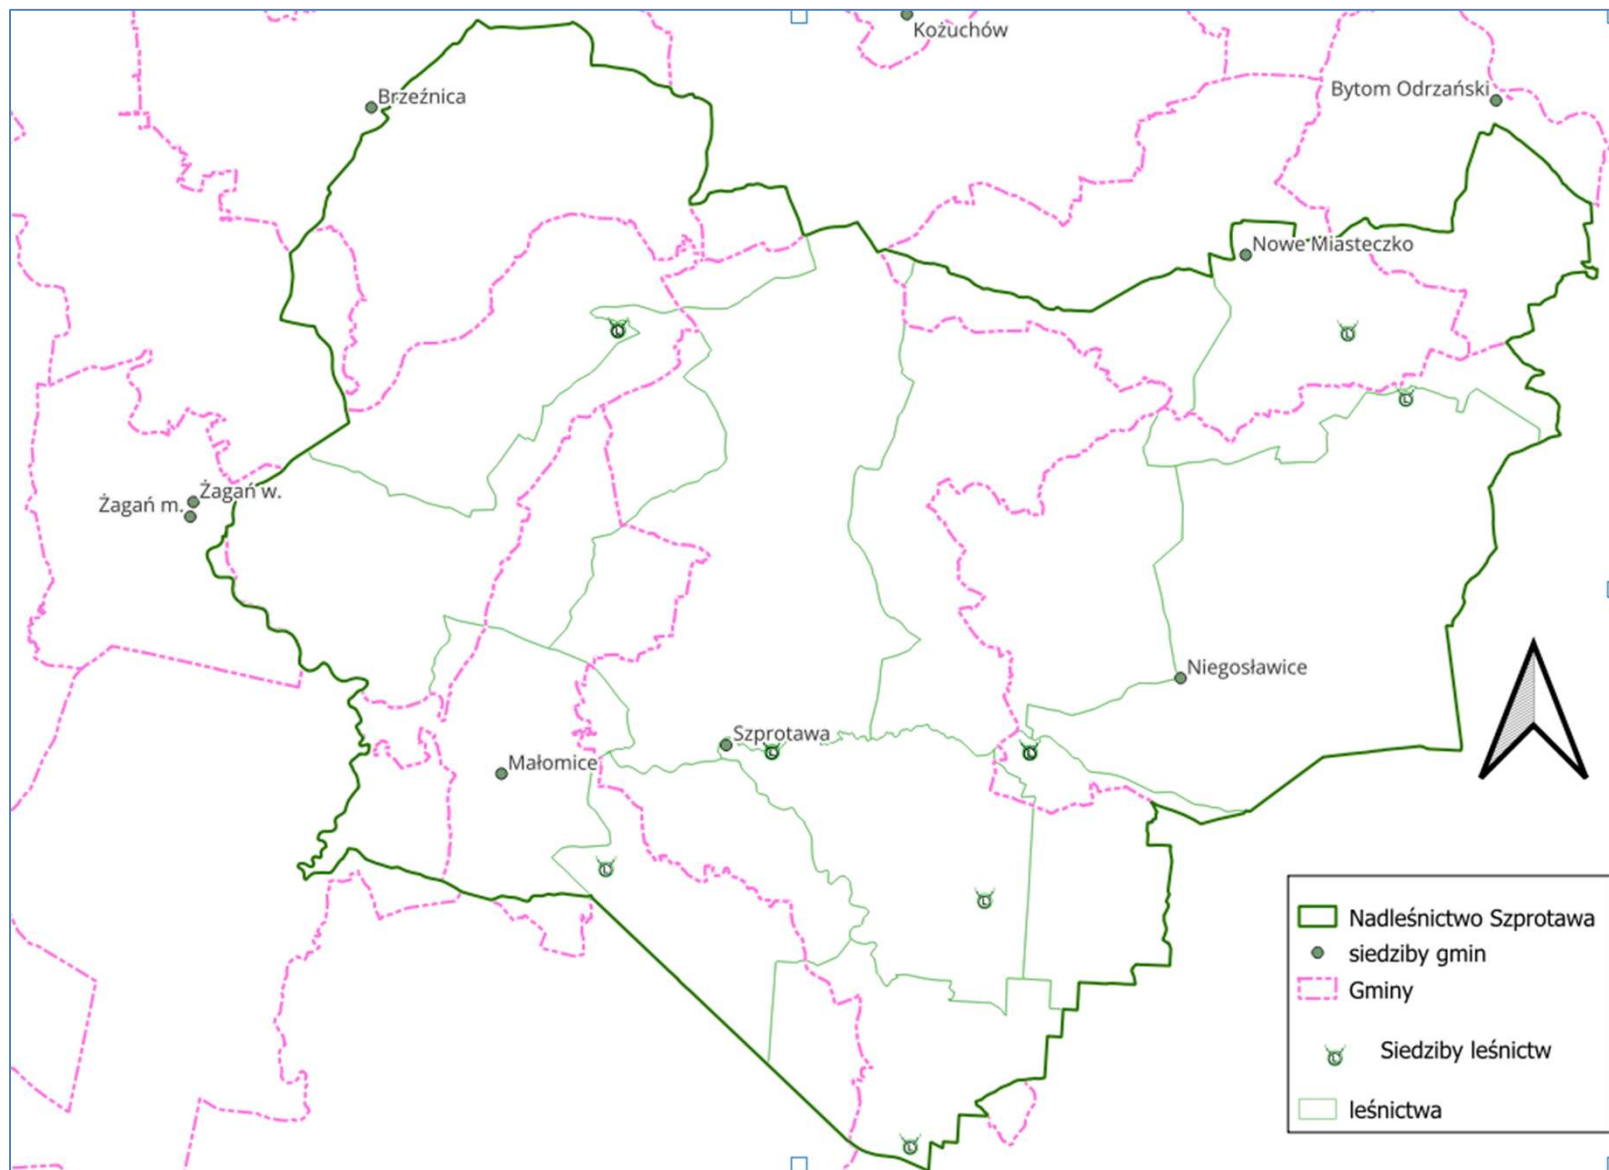 Kożuchów
Bytom Odrzański
Brzeźnica
Nowe Miasteczko
Żagań w.
Żagań m.
Niegosławice
Szprotawa
Małomice
Nadleśnictwo Szprotawa
siedziby gmin
Gminy
Siedziby leśnictw
leśnictwa